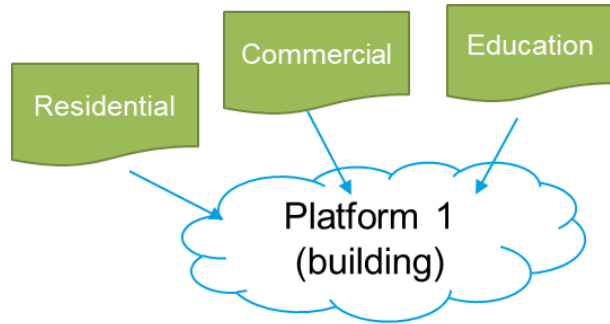 Residential
Commercial
Education
Platform 1
(building)